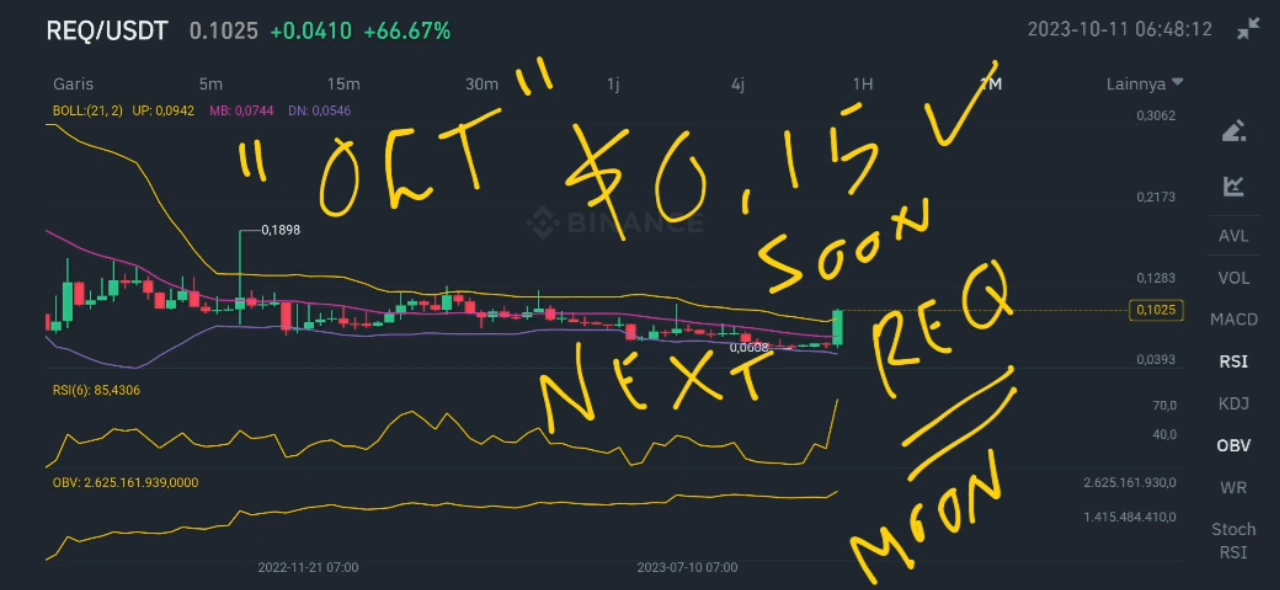 REQ/USDT 0.1025 +0.0410 +66.67% 2023-10-11 06:48:12
Garis 5m 15m 30m 1j 4j 1H 1M Lainnya
BOLL:(21, 2) UP: 0,0942 MB: 0,0744 DN: 0,0546
0,3062
"OCT" $0,15
0,2173
AVL
BINANCE
0,1898
SOON
0,1283
VOL
0,1025
MACD
REQ
0,0608
0,0393
RSI
NEXT
RSI(6): 85,4306
70,0
KDJ
40,0
OBV
OBV: 2.625.161.939,0000
2.625.161.930,0
WR
MOON
1.415.484.410,0
Stoch
RSI
2022-11-21 07:00 2023-07-10 07:00